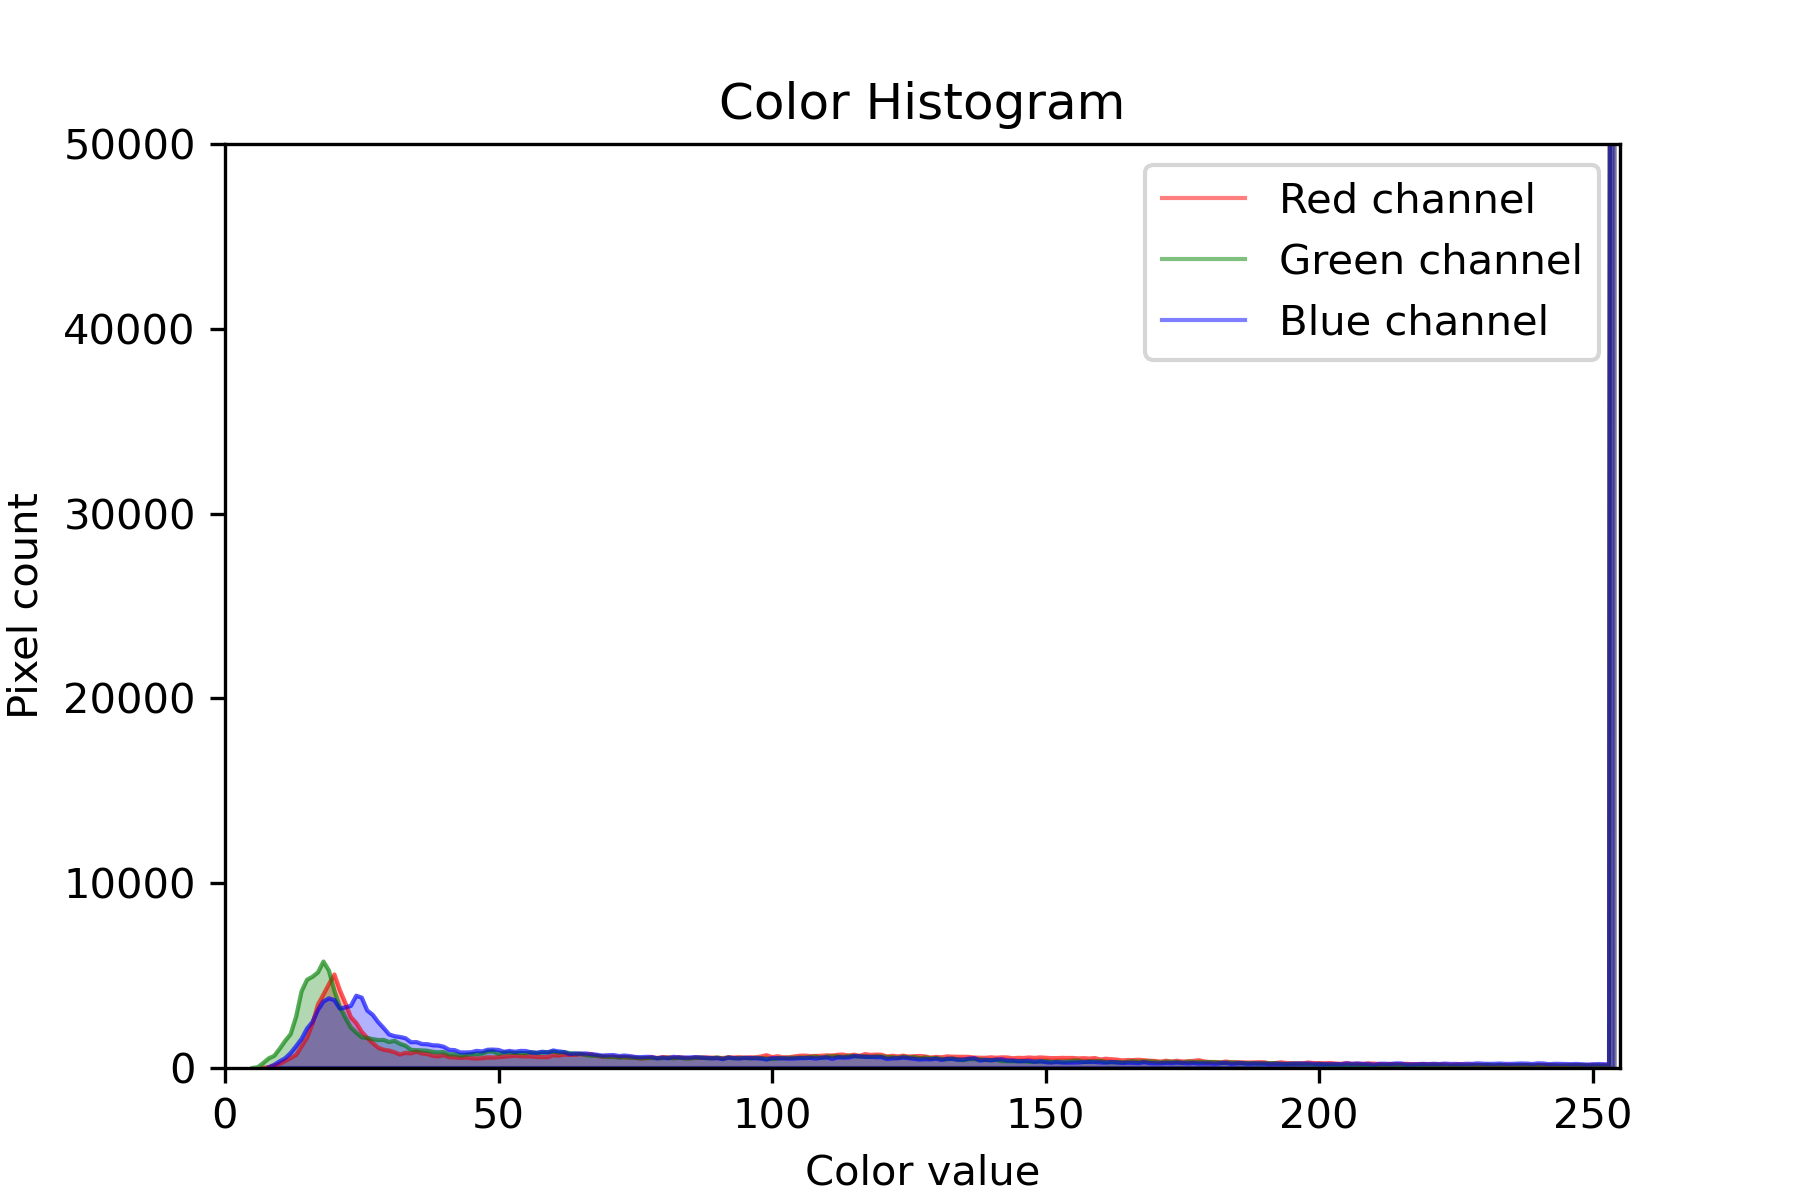 Color Histogram
50000
40000
30000
20000
10000
0
Pixel count
Red channel
Green channel
Blue channel
0 50 100 150 200 250
Color value